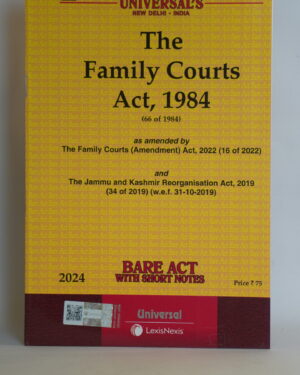 UNIVERSAL'S
NEW DELHI - INDIA
The
Family Courts
Act, 1984
(66 of 1984)
as amended by
The Family Courts (Amendment) Act, 2022 (16 of 2022)
and
The Jammu and Kashmir Reorganisation Act, 2019
(34 of 2019) (w.e.f. 31-10-2019)
BARE ACT
WITH SHORT NOTES
2024
Price ₹ 75
Universal
LexisNexis